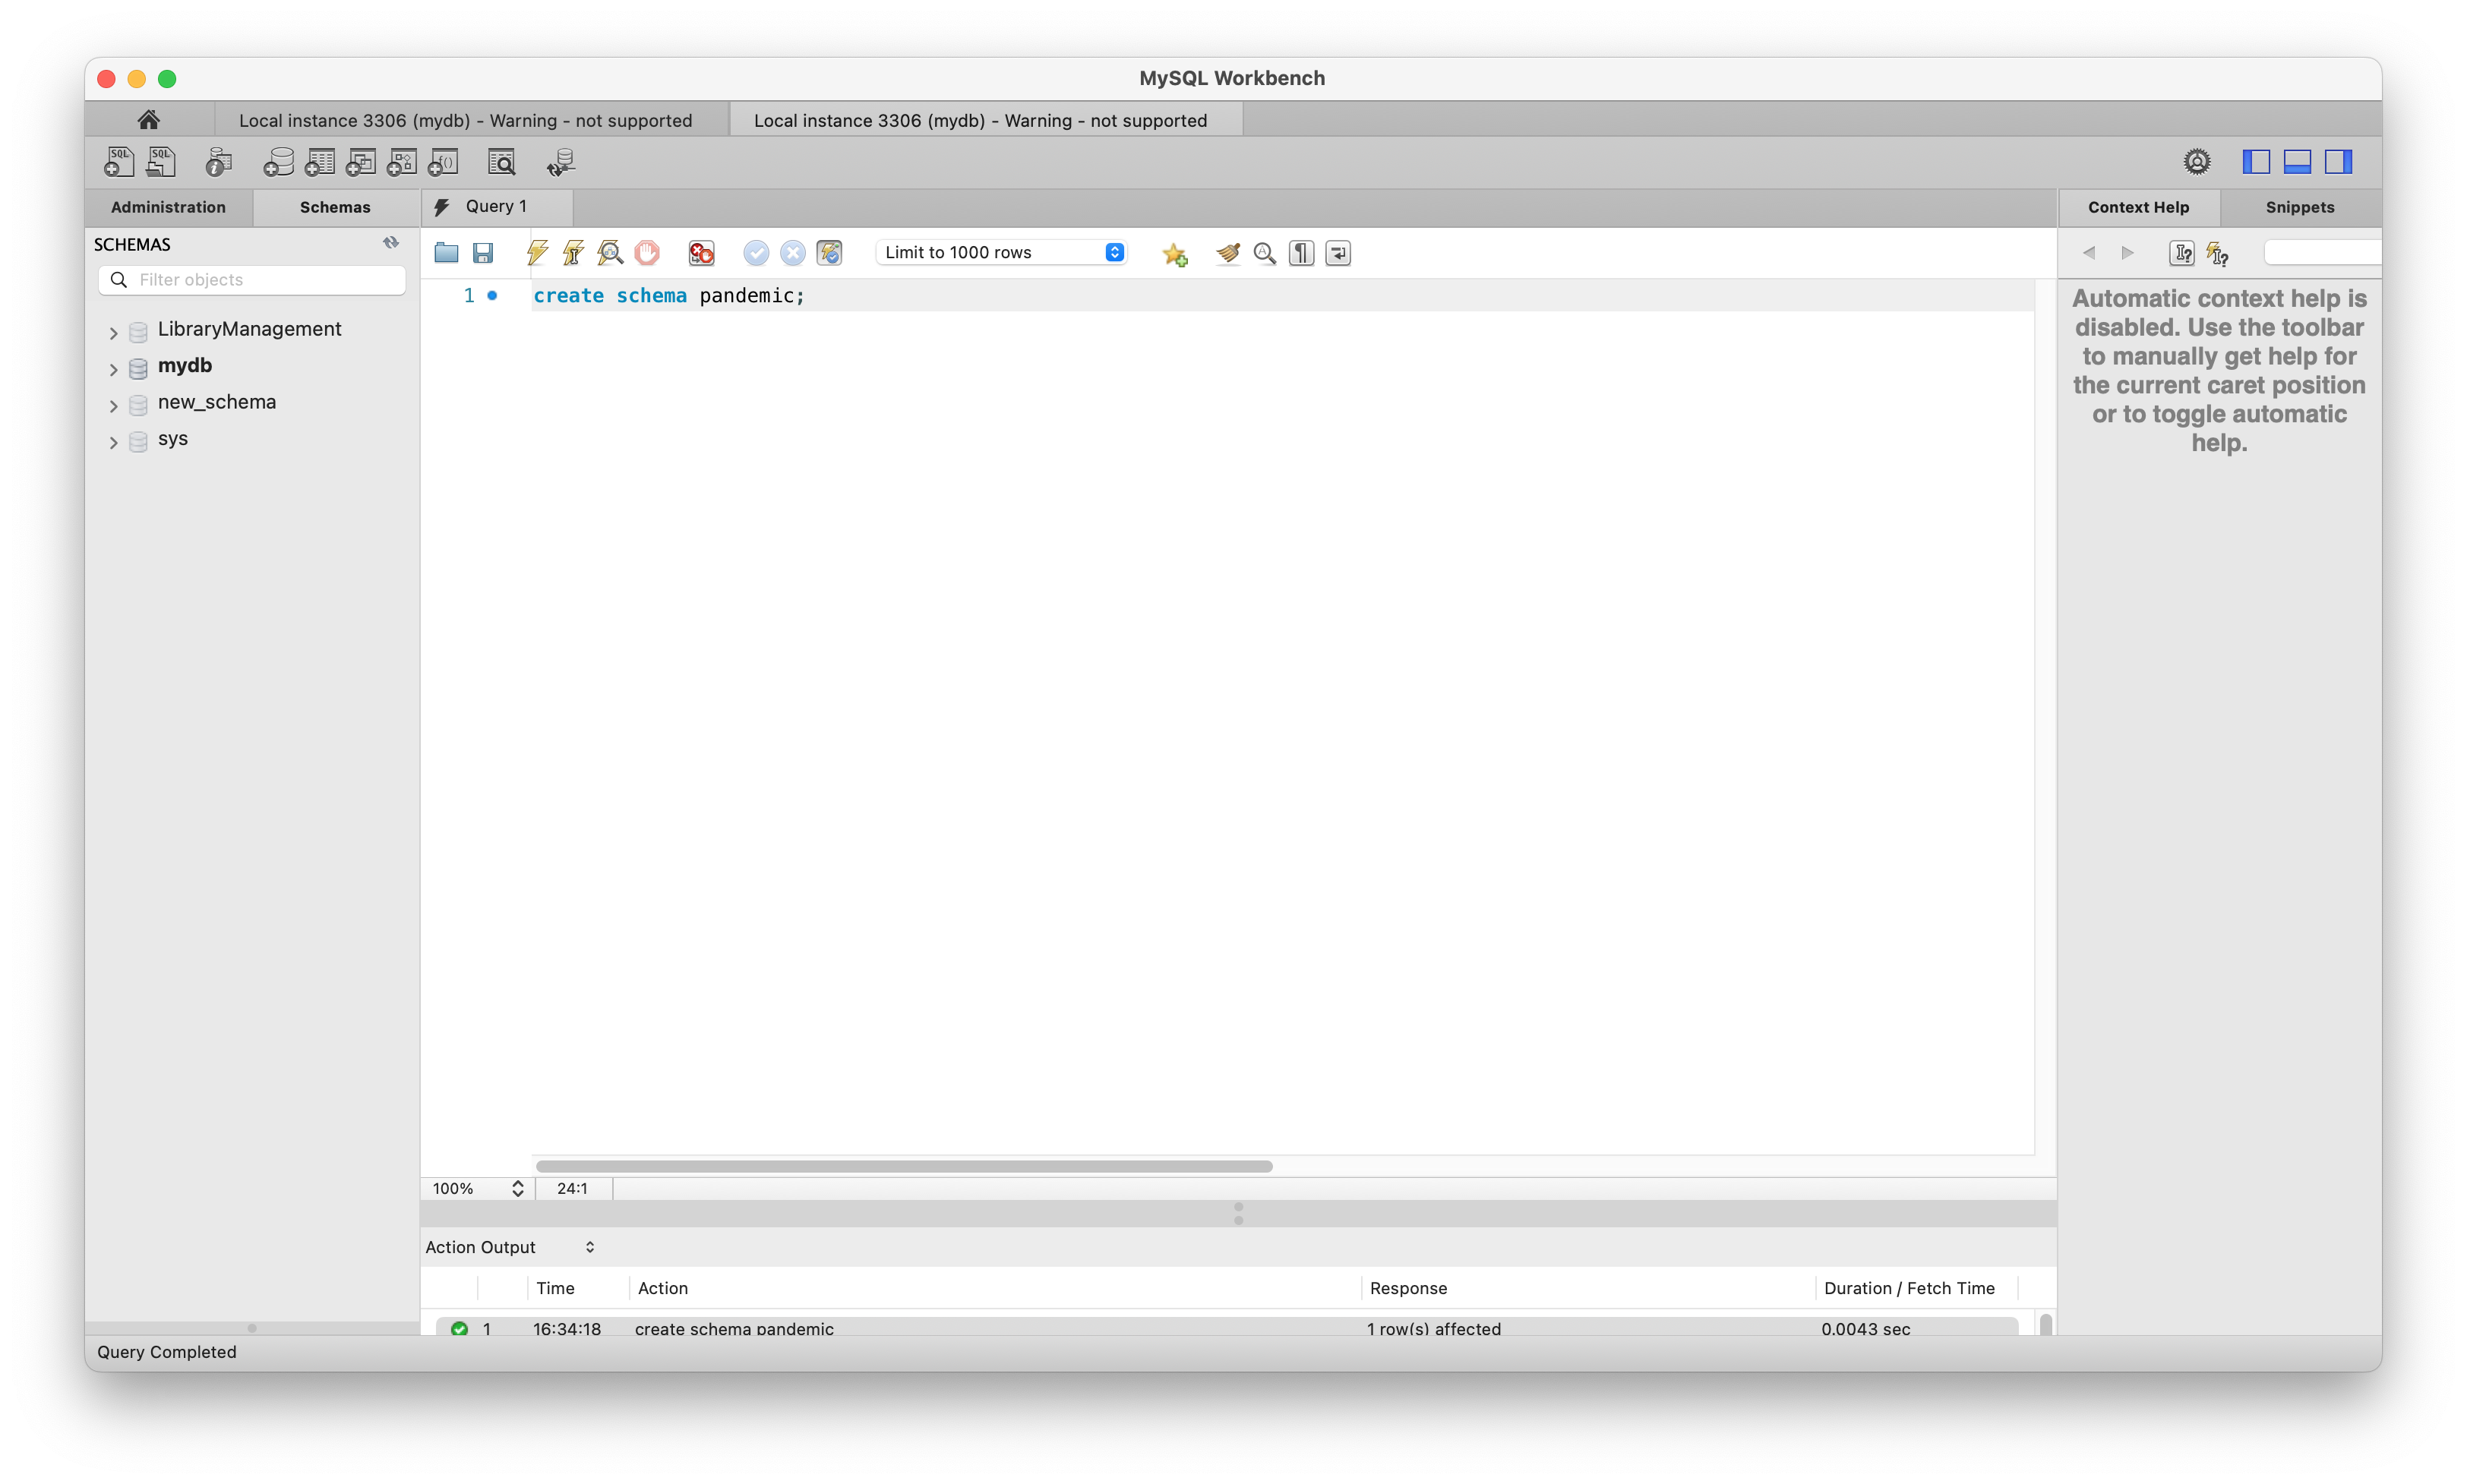 MySQL Workbench
Local instance 3306 (mydb) - Warning - not supported
Local instance 3306 (mydb) - Warning - not supported
SQL
SQL
Administration
Schemas
Query 1
Context Help
Snippets
SCHEMAS
Limit to 1000 rows
Filter objects
1
create schema pandemic;
LibraryManagement
mydb
new_schema
sys
Automatic context help is
disabled. Use the toolbar
to manually get help for
the current caret position
or to toggle automatic
help.
100%
24:1
Action Output
Time
Action
Response
Duration / Fetch Time
1
16:34:18
create schema pandemic
1 row(s) affected
0.0043 sec
Query Completed